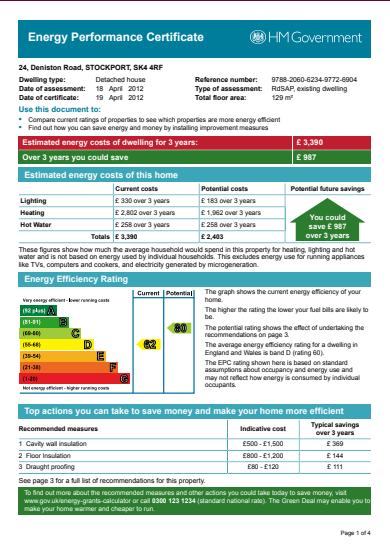 Energy Performance Certificate
HM Government
24, Deniston Road, STOCKPORT, SK4 4RF
Dwelling type: Detached house Reference number: 9788-2060-6234-9772-6904
Date of assessment: 18 April 2012 Type of assessment: RdSAP, existing dwelling
Date of certificate: 19 April 2012 Total floor area: 129 m²
Use this document to:
• Compare current ratings of properties to see which properties are more energy efficient
• Find out how you can save energy and money by installing improvement measures
Estimated energy costs of dwelling for 3 years: £ 3,390
Over 3 years you could save £ 987
Estimated energy costs of this home
Current costs Potential costs Potential future savings
Lighting £ 330 over 3 years £ 183 over 3 years
Heating £ 2,802 over 3 years £ 1,962 over 3 years
Hot Water £ 258 over 3 years £ 258 over 3 years
Totals £ 3,390 £ 2,403
You could
save £ 987
over 3 years
These figures show how much the average household would spend in this property for heating, lighting and hot
water and is not based on energy used by individual households. This excludes energy use for running appliances
like TVs, computers and cookers, and electricity generated by microgeneration.
Energy Efficiency Rating
Current Potential
Very energy efficient - lower running costs
(92 plus) A
(81-91) B
(69-80) C
(55-68) D
(39-54) E
(21-38) F
(1-20) G
Not energy efficient - higher running costs
62
80
The graph shows the current energy efficiency of your
home.
The higher the rating the lower your fuel bills are likely to
be.
The potential rating shows the effect of undertaking the
recommendations on page 3.
The average energy efficiency rating for a dwelling in
England and Wales is band D (rating 60).
The EPC rating shown here is based on standard
assumptions about occupancy and energy use and
may not reflect how energy is consumed by individual
occupants.
Top actions you can take to save money and make your home more efficient
Recommended measures Indicative cost Typical savings
over 3 years
1 Cavity wall insulation £500 - £1,500 £ 369
2 Floor Insulation £800 - £1,200 £ 144
3 Draught proofing £80 - £120 £ 111
See page 3 for a full list of recommendations for this property.
To find out more about the recommended measures and other actions you could take today to save money, visit
www.gov.uk/energy-grants-calculator or call 0300 123 1234 (standard national rate). The Green Deal may enable you to
make your home warmer and cheaper to run.
Page 1 of 4